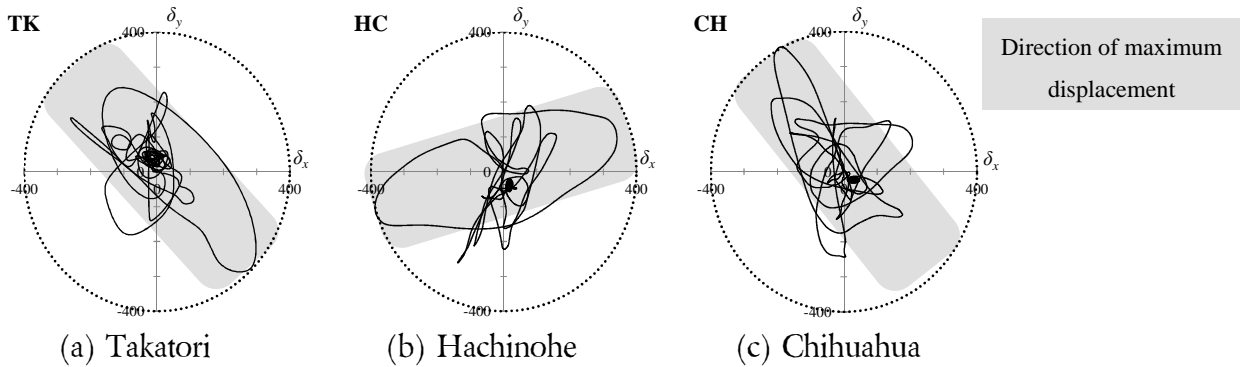 TK
δy
400
-400
0
400
δx
-400
(a) Takatori
HC
δy
400
-400
0
400
δx
-400
(b) Hachinohe
CH
δy
400
-400
0
400
δx
-400
(c) Chihuahua
Direction of maximum
displacement